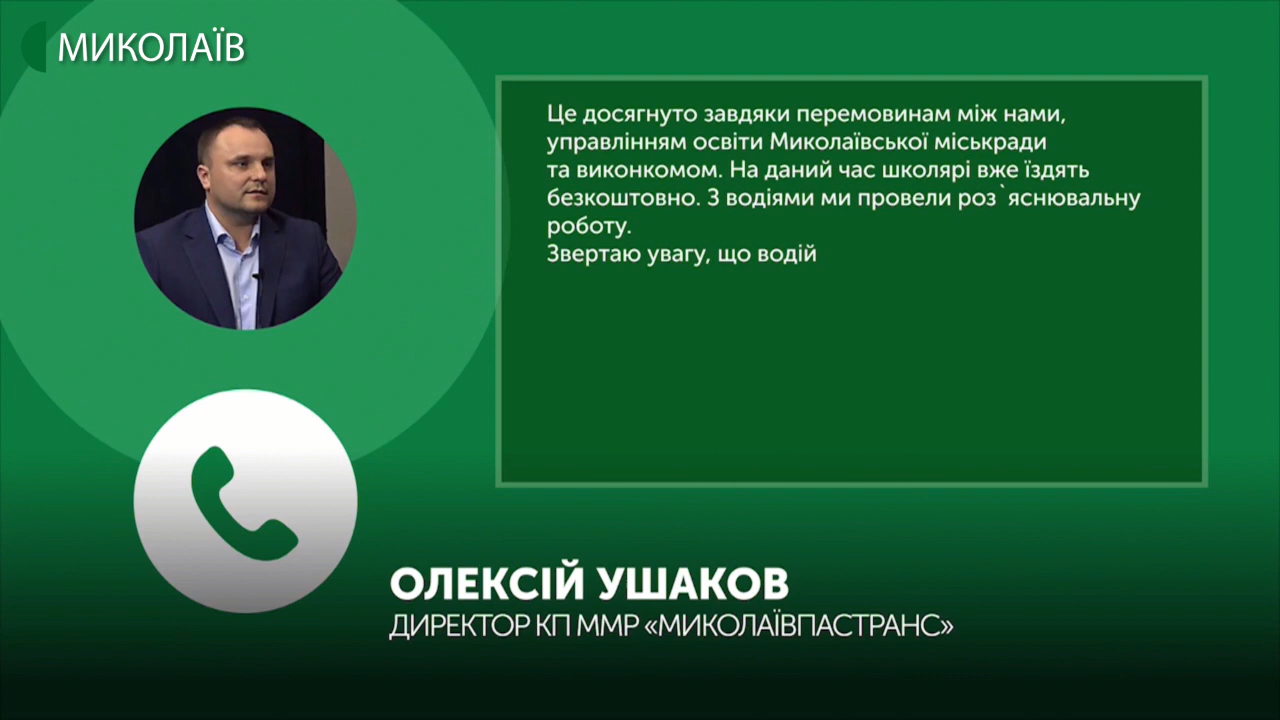 МИКОЛАЇВ
Це досягнуто завдяки перемовинам між нами,
управлінням освіти Миколаївської міськради
та виконкомом. На даний час школярі вже їздять
безкоштовно. З водіями ми провели роз`яснювальну
роботу.
Звертаю увагу, що водій
ОЛЕКСІЙ УШАКОВ
ДИРЕКТОР КП ММР «МИКОЛАЇВПАСТРАНС»